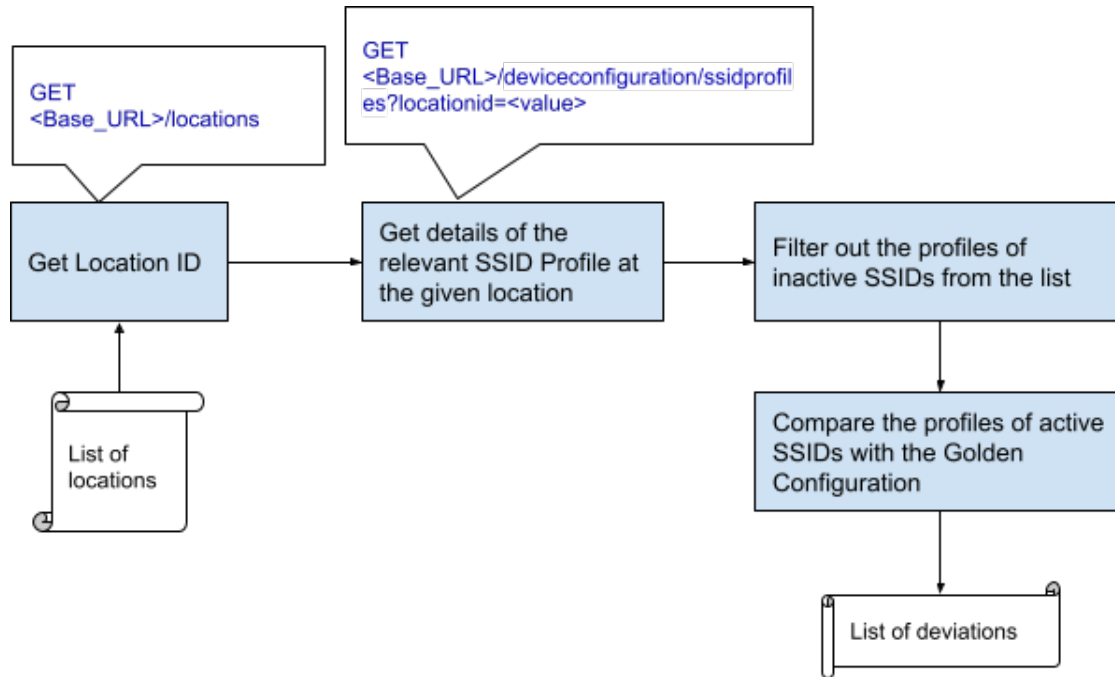 GET
<Base_URL>/locations
GET
<Base_URL>/deviceconfiguration/ssidprofil
es?locationid=<value>
Get Location ID
Get details of the
relevant SSID Profile at
the given location
Filter out the profiles of
inactive SSIDs from the list
List of
locations
Compare the profiles of active
SSIDs with the Golden
Configuration
List of deviations